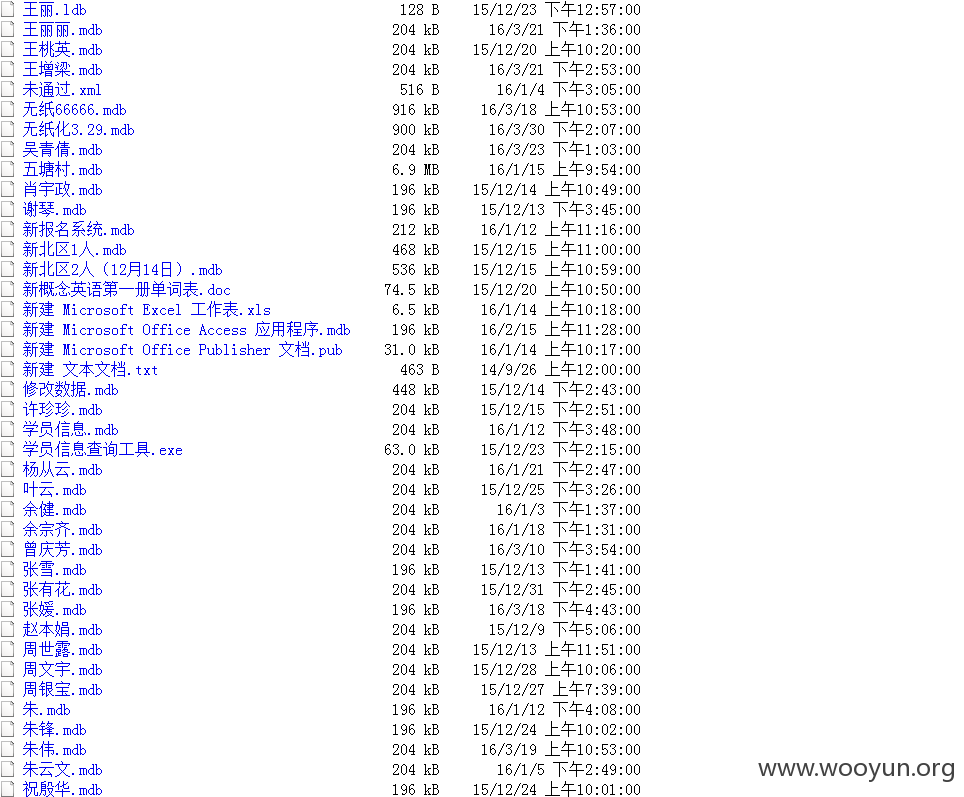 王丽.ldb 128 B 15/12/23 下午12:57:00
王丽丽.mdb 204 kB 16/3/21 下午1:36:00
王桃英.mdb 204 kB 15/12/20 上午10:20:00
王增梁.mdb 204 kB 16/3/21 下午2:53:00
未通过.xml 516 B 16/1/4 下午3:05:00
无纸66666.mdb 916 kB 16/3/18 上午10:53:00
无纸化3.29.mdb 900 kB 16/3/30 下午2:07:00
吴青倩.mdb 204 kB 16/3/23 下午1:03:00
五塘村.mdb 6.9 MB 16/1/15 上午9:54:00
肖宇政.mdb 196 kB 15/12/14 上午10:49:00
谢琴.mdb 196 kB 15/12/13 下午3:45:00
新报名系统.mdb 212 kB 16/1/12 上午11:16:00
新北区1人.mdb 468 kB 15/12/15 上午11:00:00
新北区2人（12月14日）.mdb 536 kB 15/12/15 上午10:59:00
新概念英语第一册单词表.doc 74.5 kB 15/12/20 上午10:50:00
新建 Microsoft Excel 工作表.xls 6.5 kB 16/1/14 上午10:18:00
新建 Microsoft Office Access 应用程序.mdb 196 kB 16/2/15 上午11:28:00
新建 Microsoft Office Publisher 文档.pub 31.0 kB 16/1/14 上午10:17:00
新建 文本文档.txt 463 B 14/9/26 上午12:00:00
修改数据.mdb 448 kB 15/12/14 下午2:43:00
许珍珍.mdb 204 kB 15/12/15 下午2:51:00
学员信息.mdb 204 kB 16/1/12 下午3:48:00
学员信息查询工具.exe 63.0 kB 15/12/23 下午2:15:00
杨从云.mdb 204 kB 16/1/21 下午2:47:00
叶云.mdb 204 kB 15/12/25 下午3:26:00
余健.mdb 204 kB 16/1/3 下午1:37:00
余宗齐.mdb 204 kB 16/1/18 下午1:31:00
曾庆芳.mdb 204 kB 16/3/10 下午3:54:00
张雪.mdb 196 kB 15/12/13 下午1:41:00
张有花.mdb 204 kB 15/12/31 下午2:45:00
张媛.mdb 196 kB 16/3/18 下午4:43:00
赵本娟.mdb 204 kB 15/12/9 下午5:06:00
周世露.mdb 204 kB 15/12/13 上午11:51:00
周文宇.mdb 204 kB 15/12/28 上午10:06:00
周银宝.mdb 204 kB 15/12/27 上午7:39:00
朱.mdb 196 kB 16/1/12 下午4:08:00
朱锋.mdb 196 kB 15/12/24 上午10:02:00
朱伟.mdb 204 kB 16/3/19 上午10:53:00
朱云文.mdb 204 kB 16/1/5 下午2:49:00
祝殷华.mdb 196 kB 15/12/24 上午10:01:00
www.wooyun.org